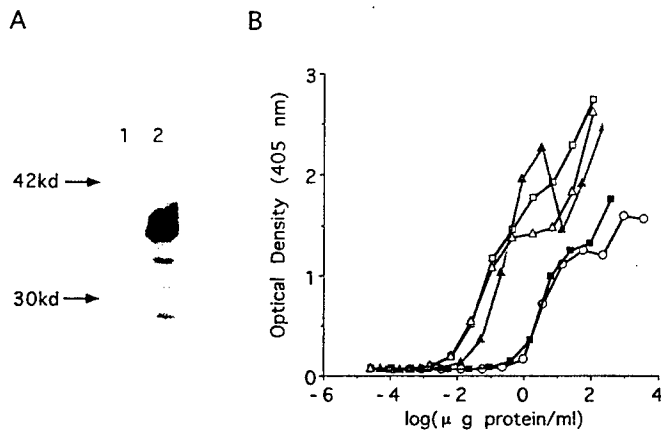 A
B
1 2
42kd
30kd
Optical Density (405 nm)
3
2
1
0
-6 -4 -2 0 2 4
log(μ g protein/ml)